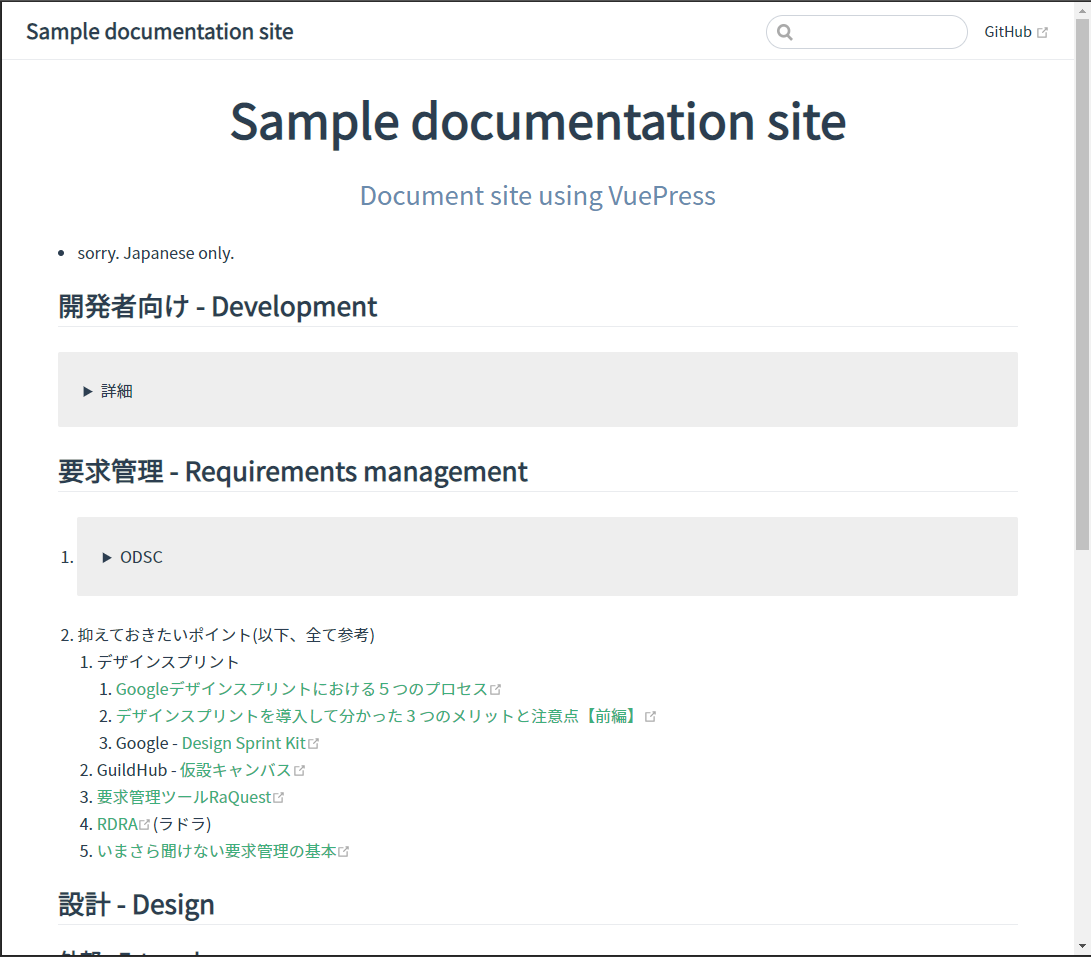 Sample documentation site
GitHub
Sample documentation site
Document site using VuePress
• sorry. Japanese only.
開発者向け - Development
▶ 詳細
要求管理 - Requirements management
1. ▶ ODSC
2. 抑えておきたいポイント(以下、全て参考)
1. デザインスプリント
1. Googleデザインスプリントにおける５つのプロセス
2. デザインスプリントを導入して分かった３つのメリットと注意点【前編】
3. Google - Design Sprint Kit
2. GuildHub - 仮設キャンバス
3. 要求管理ツールRaQuest
4. RDRA (ラドラ)
5. いまさら聞けない要求管理の基本
設計 - Design